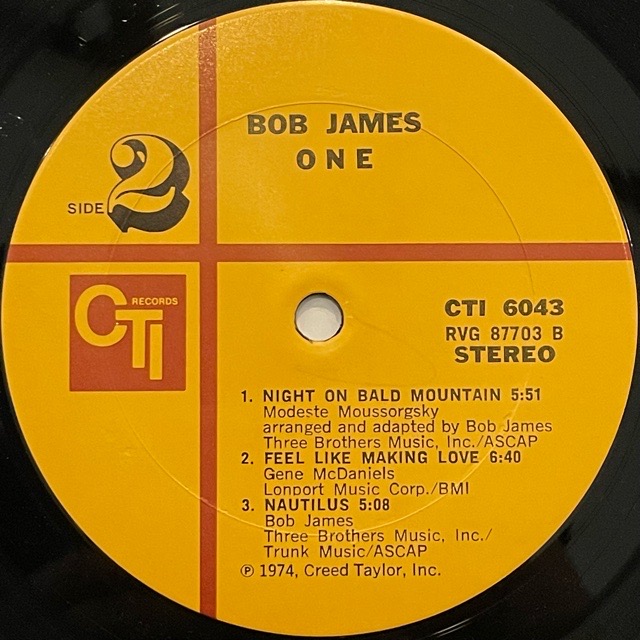 BOB JAMES
ONE
SIDE 2
CTI RECORDS
CTI 6043
RVG 87703 B
STEREO
1. NIGHT ON BALD MOUNTAIN 5:51
Modeste Moussorgsky
arranged and adapted by Bob James
Three Brothers Music, Inc./ASCAP
2. FEEL LIKE MAKING LOVE 6:40
Gene McDaniels
Lonport Music Corp./BMI
3. NAUTILUS 5:08
Bob James
Three Brothers Music, Inc./
Trunk Music/ASCAP
℗ 1974, Creed Taylor, Inc.